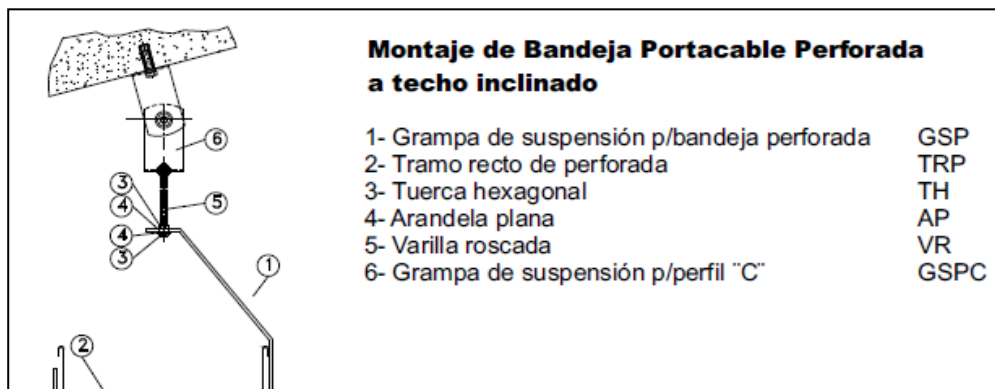 Montaje de Bandeja Portacable Perforada
a techo inclinado
1- Grampa de suspensión p/bandeja perforada GSP
2- Tramo recto de perforada TRP
3- Tuerca hexagonal TH
4- Arandela plana AP
5- Varilla roscada VR
6- Grampa de suspensión p/perfil ¨C¨ GSPC
6
3
4
5
4
3
1
2